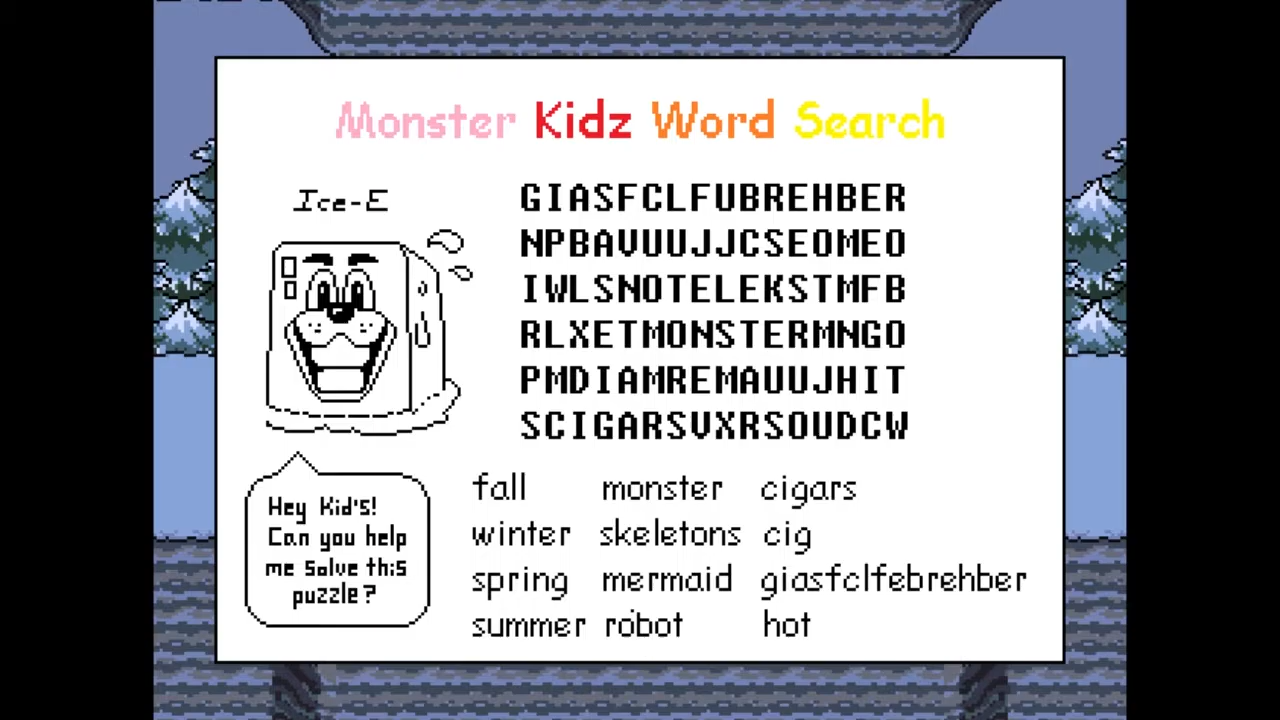 Monster Kidz Word Search
Ice-E
GIASFCLFUBREHBER
NPBAVUUJJCSEOMEO
IWLSNOTELEKSTMFB
RLXETMONSTERMNGO
PMDIAMREMAUUJHIT
SCIGARSVXRSOUDCW
fall monster cigars
winter skeletons cig
spring mermaid giasfclfebrehber
summer robot hot
Hey Kid's!
Can you help
me solve this
puzzle?